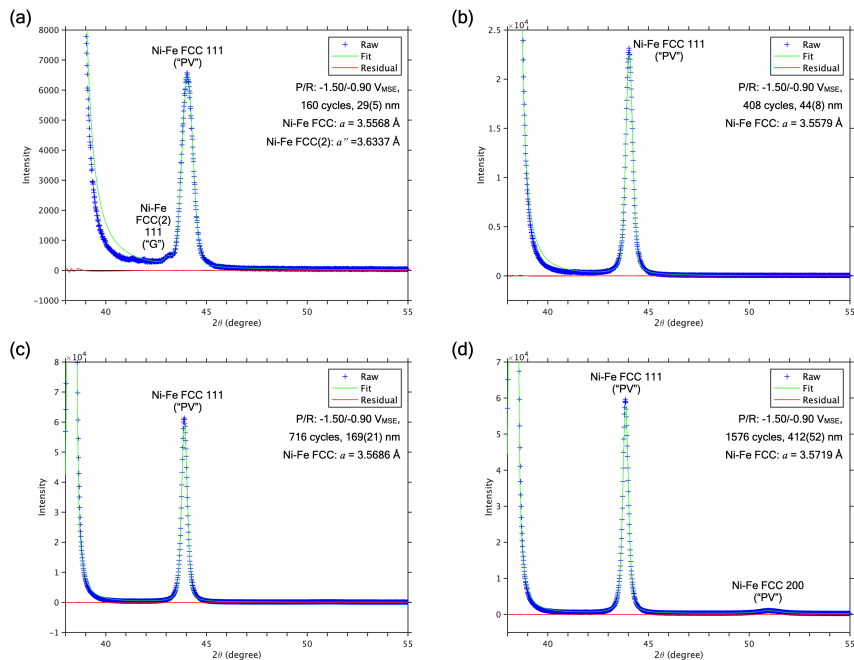 (a)
8000
7000
6000
5000
4000
3000
2000
1000
0
-1000
Intensity
40
45
50
55
2θ (degree)
Ni-Fe FCC 111
("PV")
Raw
Fit
Residual
P/R: -1.50/-0.90 VMSE,
160 cycles, 29(5) nm
Ni-Fe FCC: a = 3.5568 Å
Ni-Fe FCC(2): a" =3.6337 Å
Ni-Fe
FCC(2)
111
("G")
(b)
×10⁴
2.5
2
1.5
1
0.5
0
Intensity
40
45
50
55
2θ (degree)
Ni-Fe FCC 111
("PV")
Raw
Fit
Residual
P/R: -1.50/-0.90 VMSE,
408 cycles, 44(8) nm
Ni-Fe FCC: a = 3.5579 Å
(c)
×10⁴
8
7
6
5
4
3
2
1
0
-1
Intensity
40
45
50
55
2θ (degree)
Ni-Fe FCC 111
("PV")
Raw
Fit
Residual
P/R: -1.50/-0.90 VMSE,
716 cycles, 169(21) nm
Ni-Fe FCC: a = 3.5686 Å
(d)
×10⁴
7
6
5
4
3
2
1
0
Intensity
40
45
50
55
2θ (degree)
Ni-Fe FCC 111
("PV")
Raw
Fit
Residual
P/R: -1.50/-0.90 VMSE,
1576 cycles, 412(52) nm
Ni-Fe FCC: a = 3.5719 Å
Ni-Fe FCC 200
("PV")